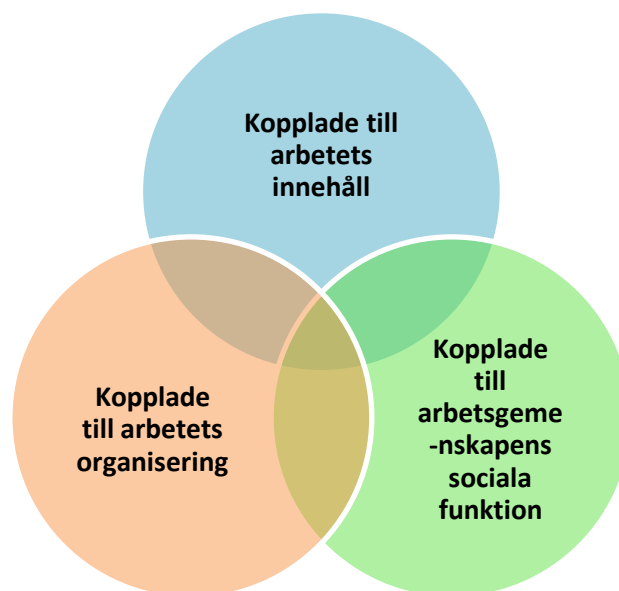 Kopplade till
arbetets
innehåll
Kopplade
till arbetets
organisering
Kopplade
till
arbetsgeme
-nskapens
sociala
funktion